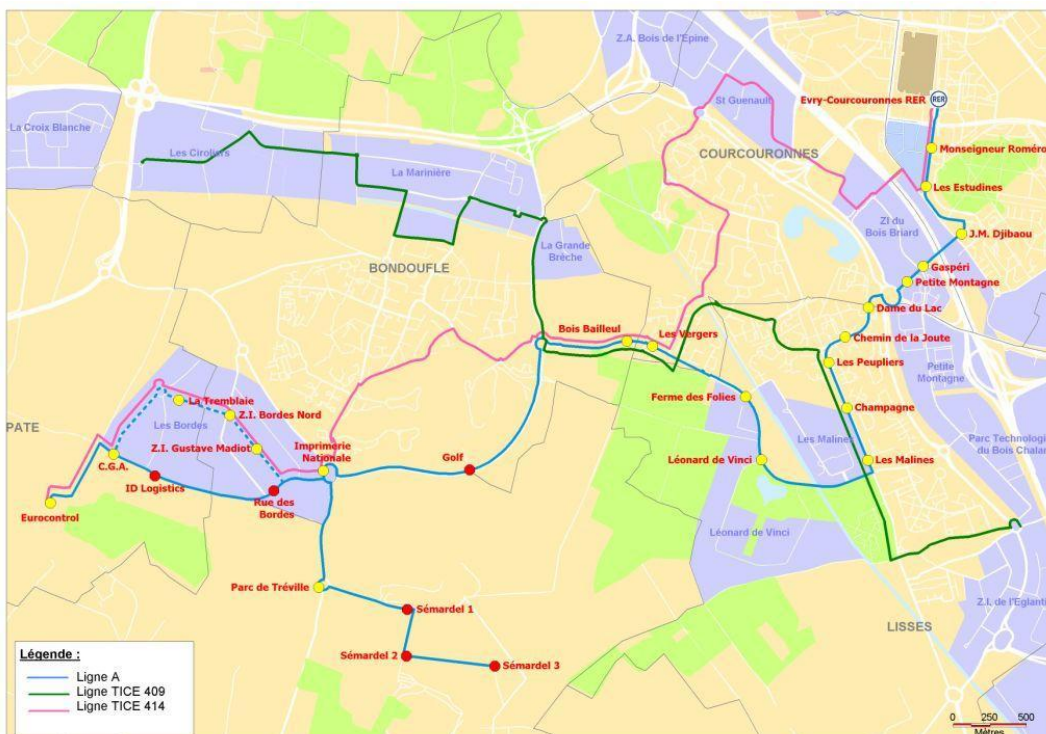 Z.A. Bois de l'Épine
St Guenault
Evry-Courcouronnes RER
RER
La Croix Blanche
Les Ciroliers
La Marinière
COURCOURONNES
Monseigneur Roméro
Les Estudines
ZI du
Bois Briard
J.M. Djibaou
La Grande
Brèche
BONDOUFLE
Gaspéri
Petite Montagne
Dame du Lac
Bois Bailleul
Les Vergers
Chemin de la Joute
Les Peupliers
Petite
Montagne
Ferme des Folies
Champagne
La Tremblaie
Z.I. Bordes Nord
PATE
Les Bordes
Z.I. Gustave Madiot
Imprimerie
Nationale
Les Malines
Parc Technolog
du Bois Chalan
C.G.A.
Golf
Léonard de Vinci
Les Malines
ID Logistics
Rue des
Bordes
Eurocontrol
Léonard de Vinci
Parc de Tréville
Sémardel 1
Z.I. de l'Eglanti
LISSES
Sémardel 2
Sémardel 3
Légende :
Ligne A
Ligne TICE 409
Ligne TICE 414
0 250 500
Mètres